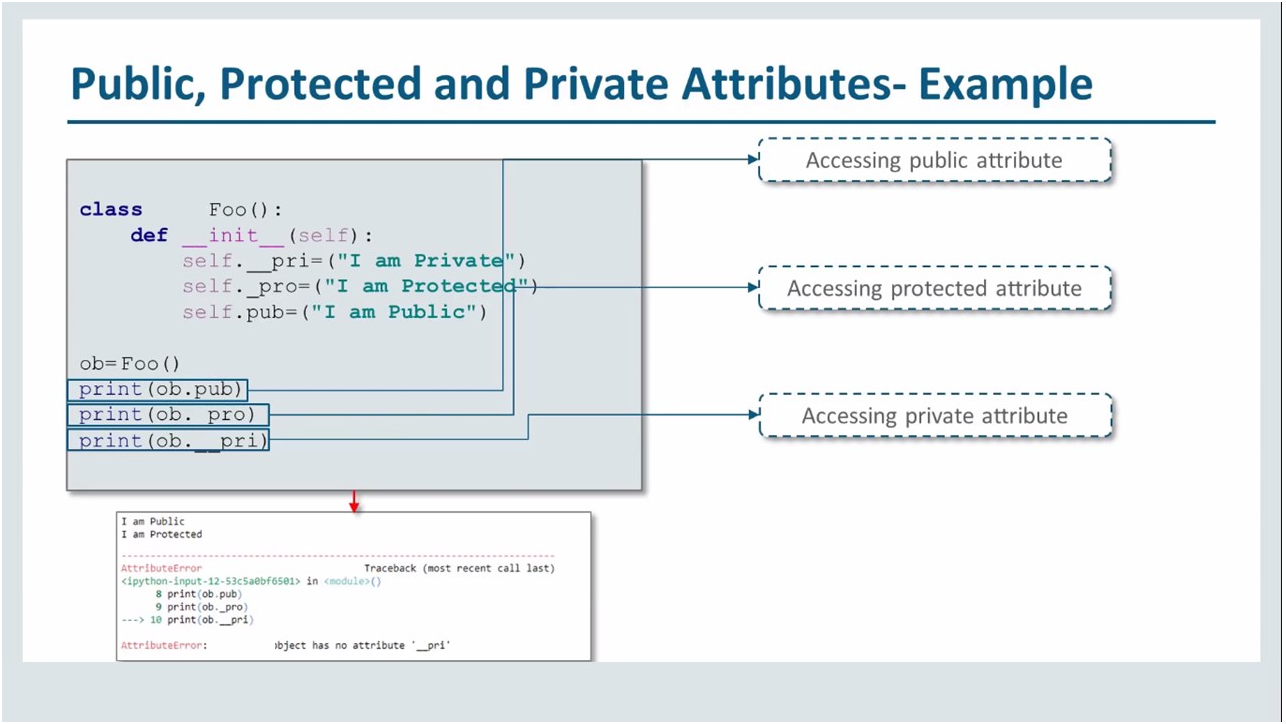 Public, Protected and Private Attributes- Example
class Foo():
def __init__(self):
self.__pri=("I am Private")
self._pro=("I am Protected")
self.pub=("I am Public")
ob=Foo()
print(ob.pub)
print(ob._pro)
print(ob.__pri)
Accessing public attribute
Accessing protected attribute
Accessing private attribute
I am Public
I am Protected
AttributeError Traceback (most recent call last)
<ipython-input-12-53c5a0bf6501> in <module>()
8 print(ob.pub)
9 print(ob._pro)
---> 10 print(ob.__pri)
AttributeError: object has no attribute '__pri'